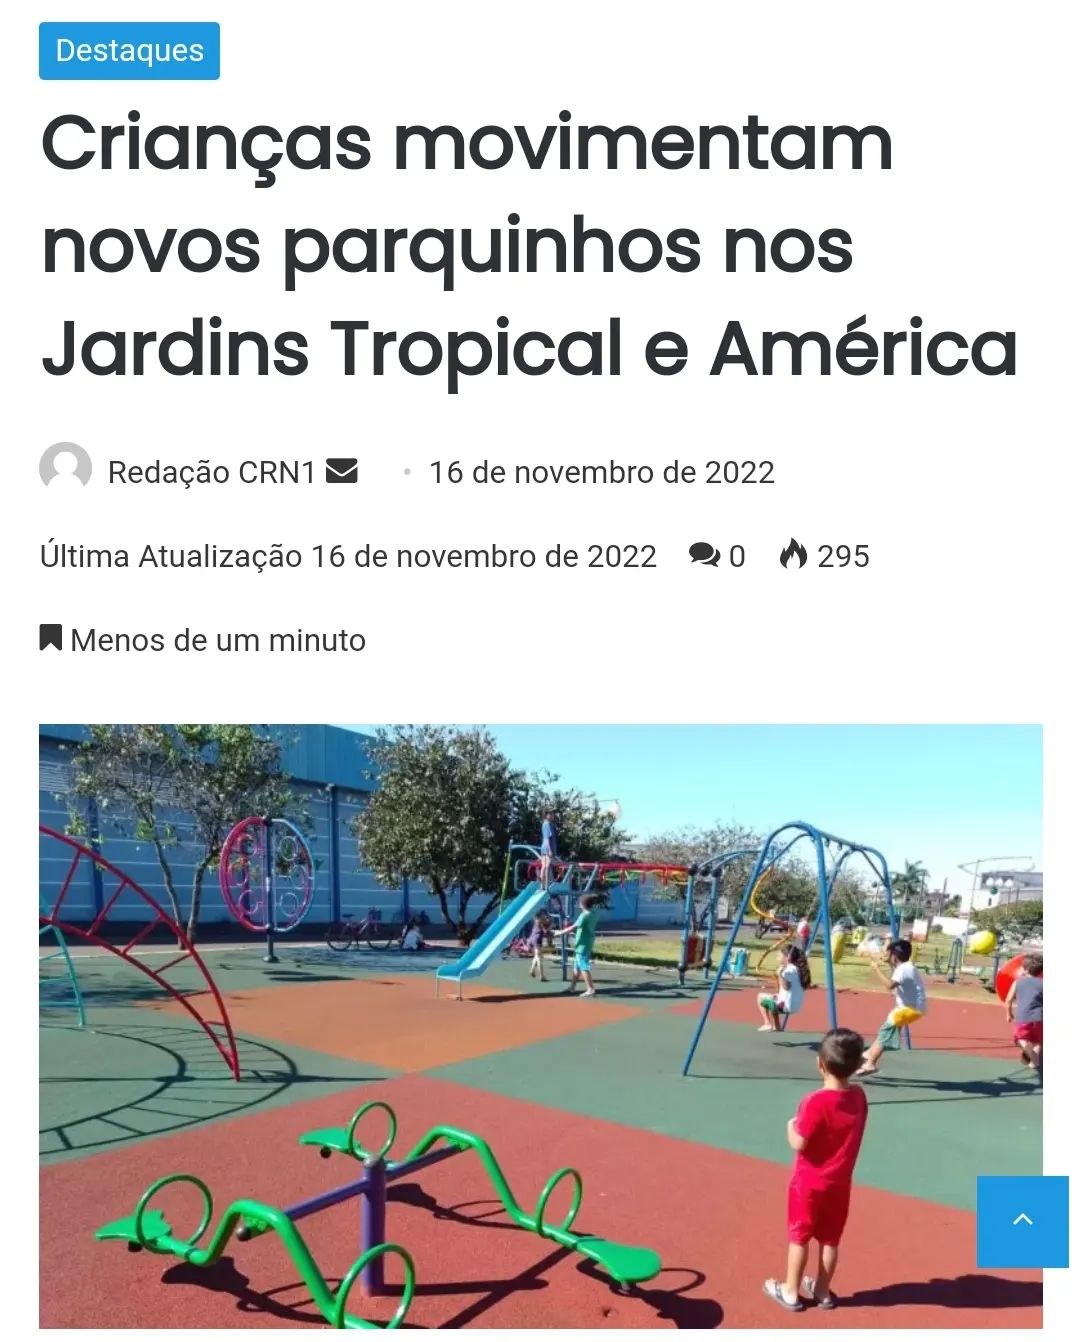 Destaques
Crianças movimentam
novos parquinhos nos
Jardins Tropical e América
Redação CRN1 • 16 de novembro de 2022
Última Atualização 16 de novembro de 2022 0 295
Menos de um minuto